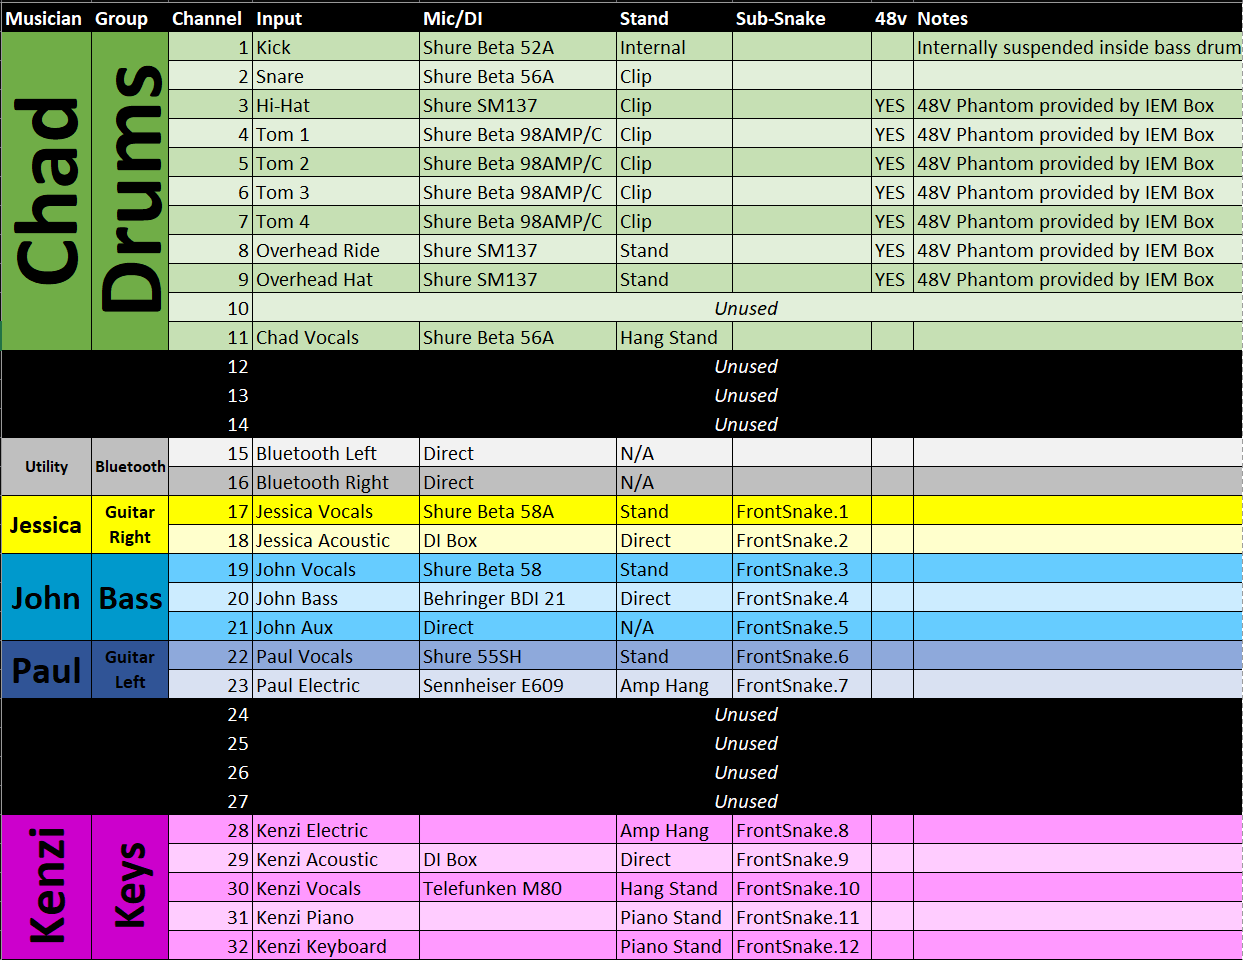 Musician Group Channel Input Mic/DI Stand Sub-Snake 48v Notes
Chad Drums
1 Kick Shure Beta 52A Internal Internally suspended inside bass drum
2 Snare Shure Beta 56A Clip
3 Hi-Hat Shure SM137 Clip YES 48V Phantom provided by IEM Box
4 Tom 1 Shure Beta 98AMP/C Clip YES 48V Phantom provided by IEM Box
5 Tom 2 Shure Beta 98AMP/C Clip YES 48V Phantom provided by IEM Box
6 Tom 3 Shure Beta 98AMP/C Clip YES 48V Phantom provided by IEM Box
7 Tom 4 Shure Beta 98AMP/C Clip YES 48V Phantom provided by IEM Box
8 Overhead Ride Shure SM137 Stand YES 48V Phantom provided by IEM Box
9 Overhead Hat Shure SM137 Stand YES 48V Phantom provided by IEM Box
10 Unused
11 Chad Vocals Shure Beta 56A Hang Stand
12 Unused
13 Unused
14 Unused
Utility Bluetooth
15 Bluetooth Left Direct N/A
16 Bluetooth Right Direct N/A
Jessica Guitar
Right
17 Jessica Vocals Shure Beta 58A Stand FrontSnake.1
18 Jessica Acoustic DI Box Direct FrontSnake.2
John Bass
19 John Vocals Shure Beta 58 Stand FrontSnake.3
20 John Bass Behringer BDI 21 Direct FrontSnake.4
21 John Aux Direct N/A FrontSnake.5
Paul Guitar
Left
22 Paul Vocals Shure 55SH Stand FrontSnake.6
23 Paul Electric Sennheiser E609 Amp Hang FrontSnake.7
24 Unused
25 Unused
26 Unused
27 Unused
Kenzi Keys
28 Kenzi Electric Amp Hang FrontSnake.8
29 Kenzi Acoustic DI Box Direct FrontSnake.9
30 Kenzi Vocals Telefunken M80 Hang Stand FrontSnake.10
31 Kenzi Piano Piano Stand FrontSnake.11
32 Kenzi Keyboard Piano Stand FrontSnake.12